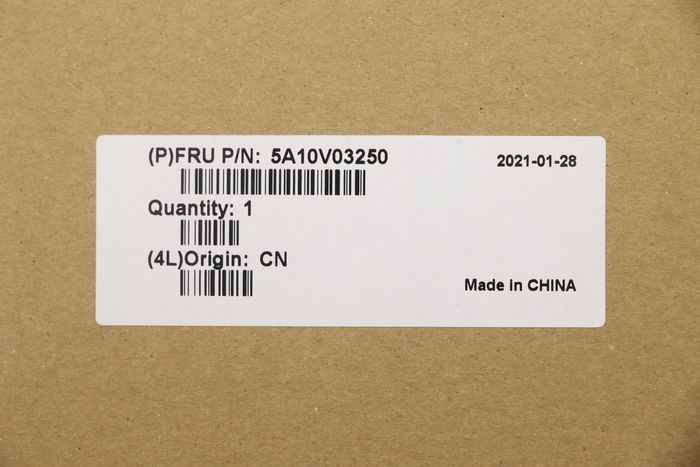 (P)FRU P/N: 5A10V03250
2021-01-28
Quantity: 1
(4L)Origin: CN
Made in CHINA